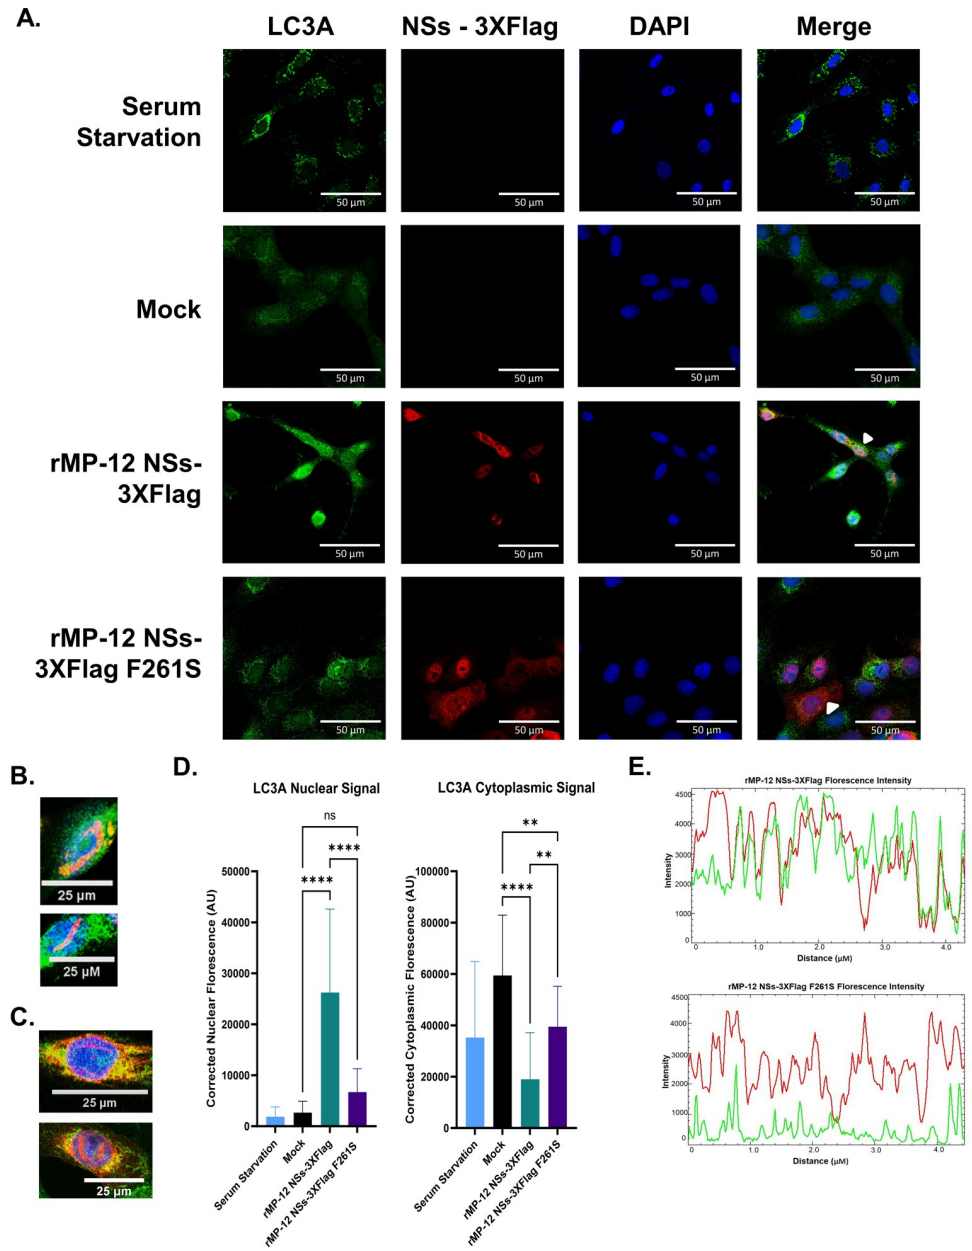 A.
LC3A
NSs - 3XFlag
DAPI
Merge
Serum
Starvation
50 µm
50 µm
50 µm
50 µm
Mock
50 µm
50 µm
50 µm
50 µm
rMP-12 NSs-
3XFlag
50 µm
50 µm
50 µm
50 µm
rMP-12 NSs-
3XFlag F261S
50 µm
50 µm
50 µm
50 µm
B.
25 µm
25 µM
C.
25 µm
25 µm
D.
LC3A Nuclear Signal
ns
****
****
Corrected Nuclear Florescence (AU)
50000
40000
30000
20000
10000
0
Serum Starvation
Mock
rMP-12 NSs-3XFlag
rMP-12 NSs-3XFlag F261S
LC3A Cytoplasmic Signal
**
**
****
Corrected Cytoplasmic Florescence (AU)
100000
80000
60000
40000
20000
0
Serum Starvation
Mock
rMP-12 NSs-3XFlag
rMP-12 NSs-3XFlag F261S
E.
rMP-12 NSs-3XFlag Florescence Intensity
Intensity
4500
4000
3000
2000
1000
0
0
1.0
2.0
3.0
4.0
Distance (µM)
rMP-12 NSs-3XFlag F261S Florescence Intensity
Intensity
4500
4000
3000
2000
1000
0
0
1.0
2.0
3.0
4.0
Distance (µM)